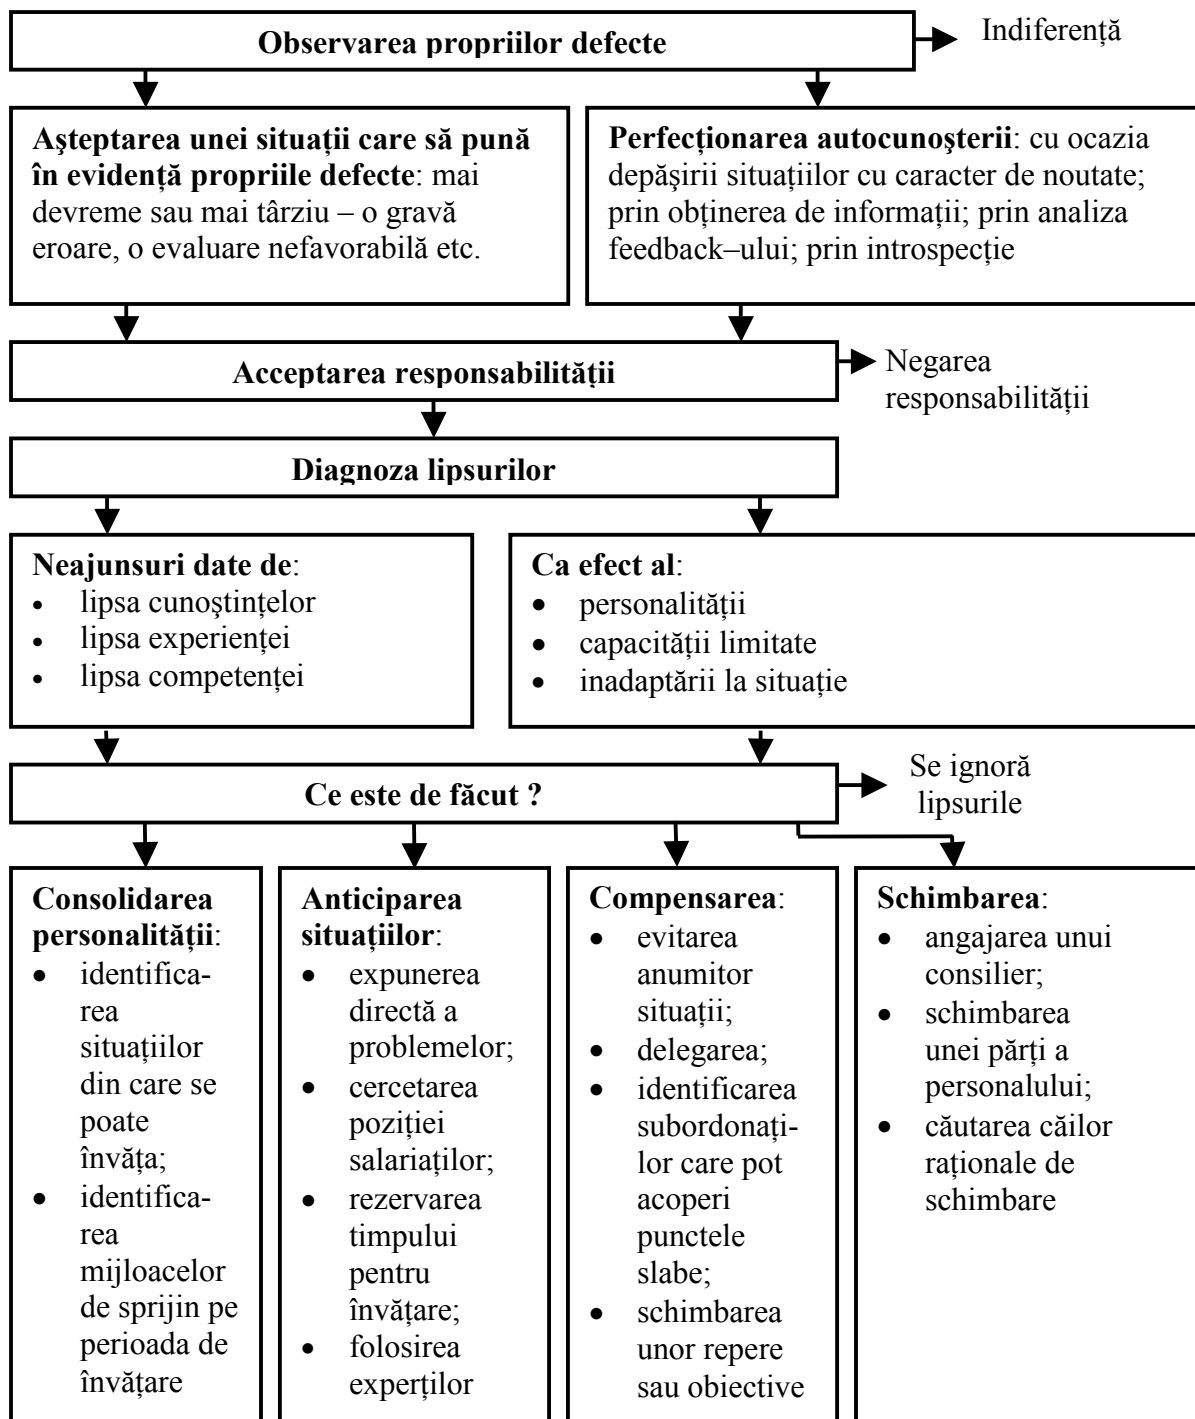 Observarea propriilor defecte
Indiferență
Aşteptarea unei situații care să pună
în evidență propriile defecte: mai
devreme sau mai târziu – o gravă
eroare, o evaluare nefavorabilă etc.
Perfecționarea autocunoşterii: cu ocazia
depăşirii situațiilor cu caracter de noutate;
prin obținerea de informații; prin analiza
feedback–ului; prin introspecție
Acceptarea responsabilității
Negarea
responsabilității
Diagnoza lipsurilor
Neajunsuri date de:
• lipsa cunoştințelor
• lipsa experienței
• lipsa competenței
Ca efect al:
• personalității
• capacității limitate
• inadaptării la situație
Ce este de făcut ?
Se ignoră
lipsurile
Consolidarea
personalității:
• identifica-
rea
situațiilor
din care se
poate
învăța;
• identifica-
rea
mijloacelor
de sprijin pe
perioada de
învățare
Anticiparea
situațiilor:
• expunerea
directă a
problemelor;
• cercetarea
poziției
salariaților;
• rezervarea
timpului
pentru
învățare;
• folosirea
experților
Compensarea:
• evitarea
anumitor
situații;
• delegarea;
• identificarea
subordonați-
lor care pot
acoperi
punctele
slabe;
• schimbarea
unor repere
sau obiective
Schimbarea:
• angajarea unui
consilier;
• schimbarea
unei părți a
personalului;
• căutarea căilor
raționale de
schimbare